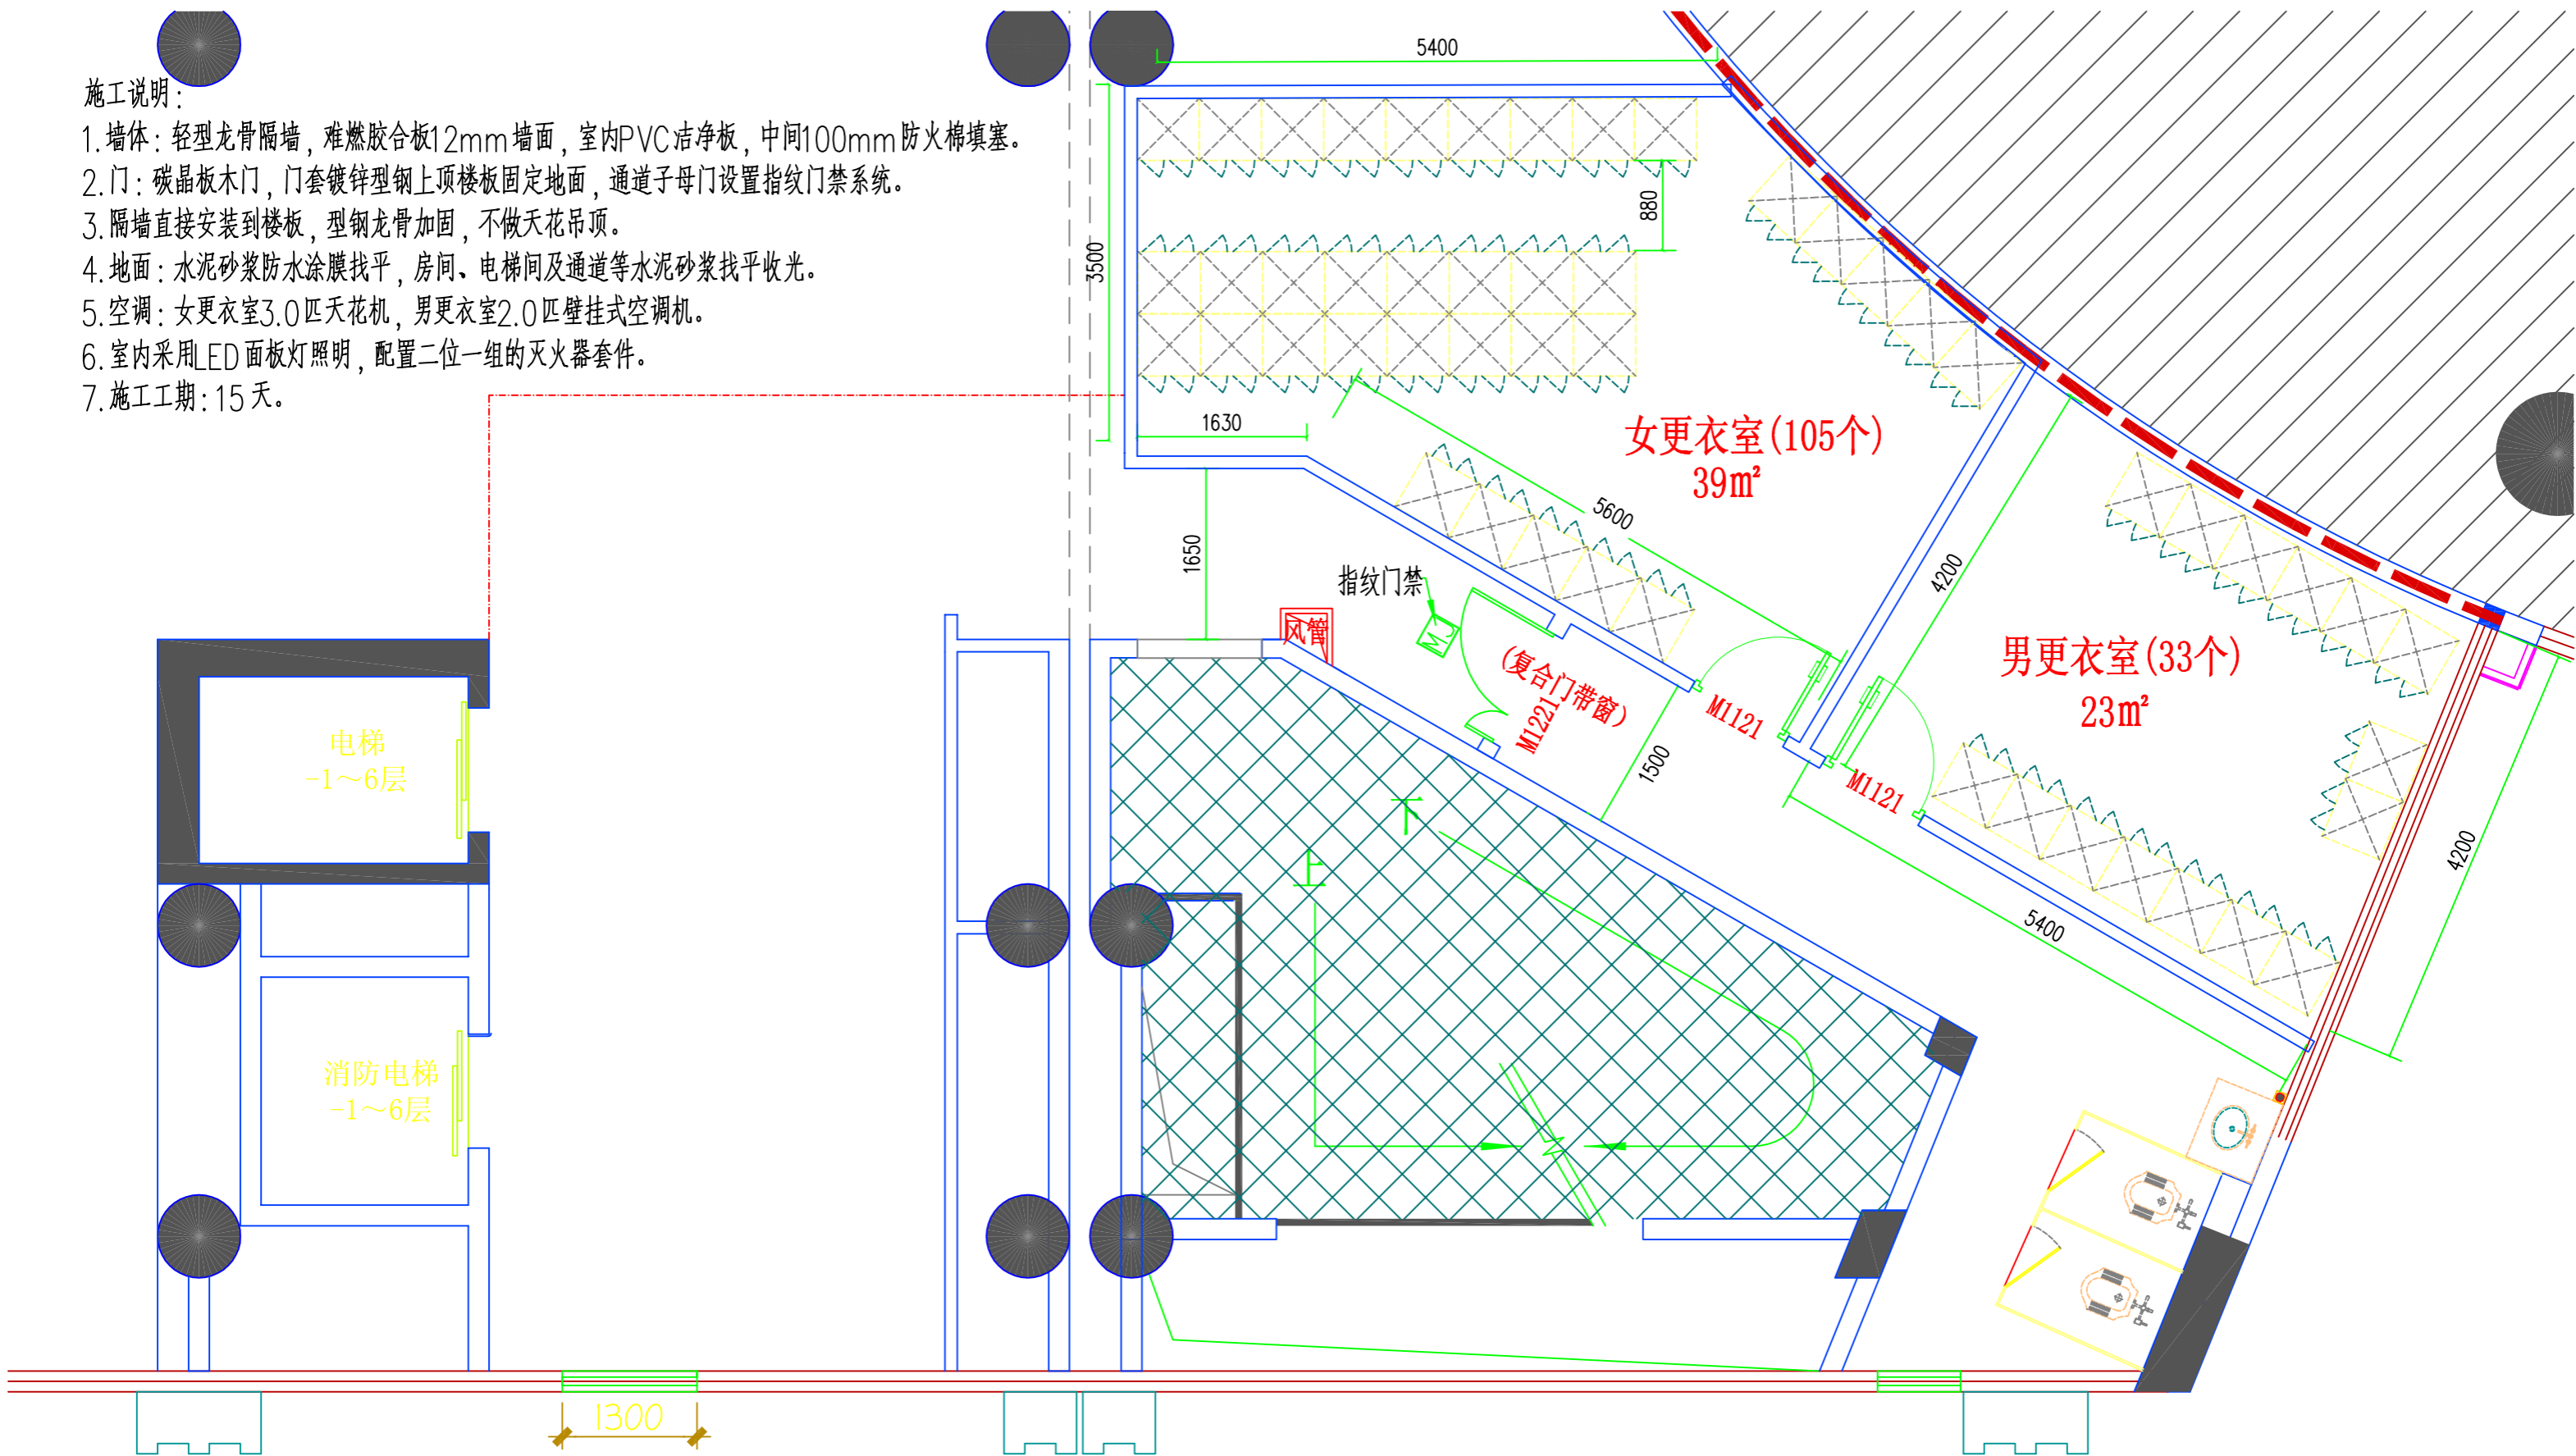 施工说明:
1.墙体:轻型龙骨隔墙,难燃胶合板12mm墙面,室内PVC洁净板,中间100mm防火棉填塞。
2.门:碳晶板木门,门套镀锌型钢上顶楼板固定地面,通道子母门设置指纹门禁系统。
3.隔墙直接安装到楼板,型钢龙骨加固,不做天花吊顶。
4.地面:水泥砂浆防水涂膜找平,房间、电梯间及通道等水泥砂浆找平收光。
5.空调:女更衣室3.0匹天花机,男更衣室2.0匹壁挂式空调机。
6.室内采用LED面板灯照明,配置二位一组的灭火器套件。
7.施工工期:15天。
5400
880
3500
1630
女更衣室(105个)
39m²
5600
1650
4200
指纹门禁
MJ
风管
(复合门带窗)
M1221
M1121
1500
男更衣室(33个)
23m²
M1121
4200
5400
电梯
-1~6层
下
上
消防电梯
-1~6层
1300